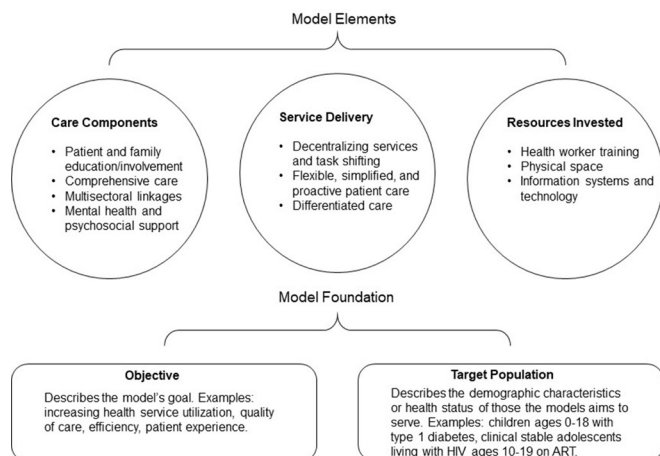 Model Elements
Care Components
• Patient and family
education/involvement
• Comprehensive care
• Multisectoral linkages
• Mental health and
psychosocial support
Service Delivery
• Decentralizing services
and task shifting
• Flexible, simplified, and
proactive patient care
• Differentiated care
Resources Invested
• Health worker training
• Physical space
• Information systems and
technology
Model Foundation
Objective
Describes the model's goal. Examples:
increasing health service utilization, quality
of care, efficiency, patient experience.
Target Population
Describes the demographic characteristics
or health status of those the models aims to
serve. Examples: children ages 0-18 with
type 1 diabetes, clinical stable adolescents
living with HIV ages 10-19 on ART.